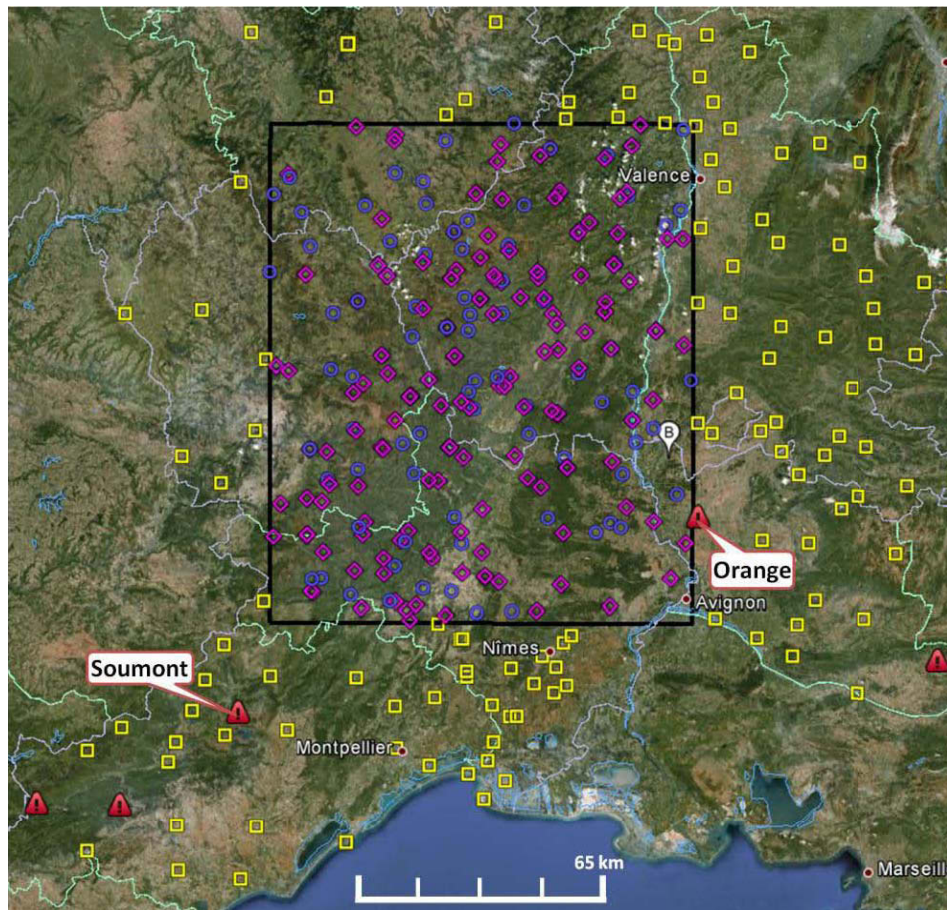 Valence
B
Orange
Avignon
Nîmes
Soumont
Montpellier
65 km
Marseill